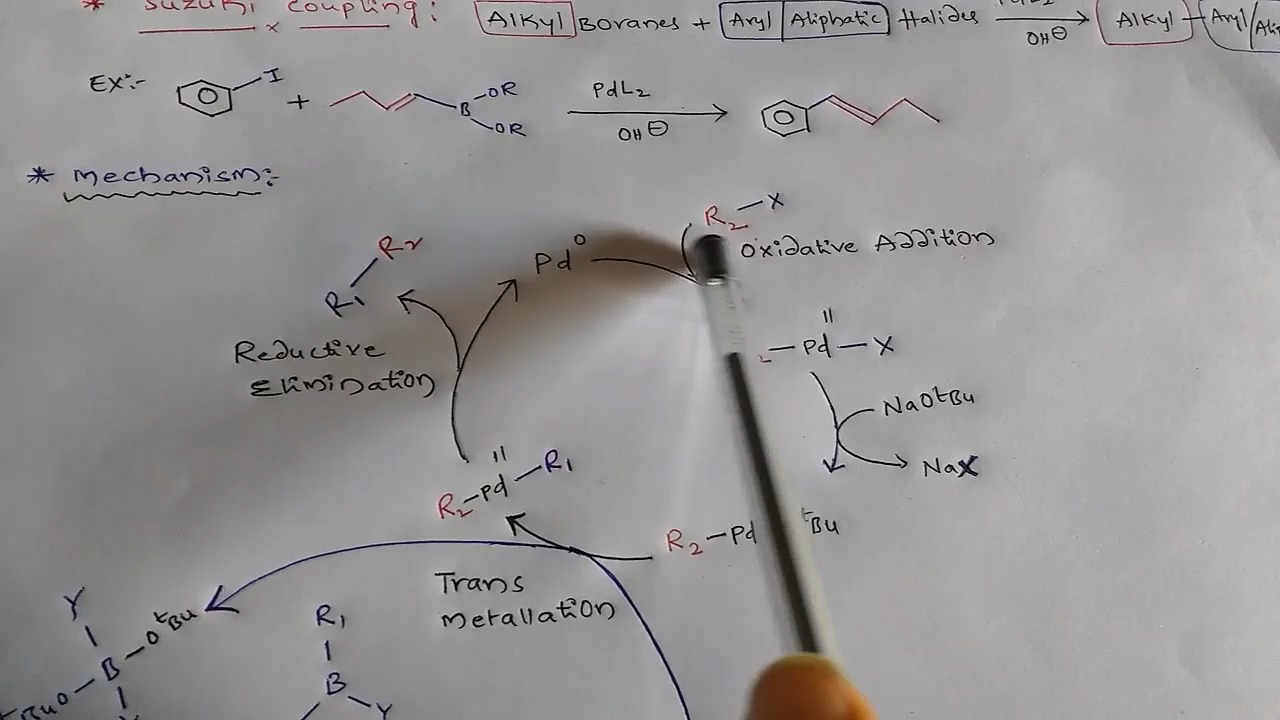 * Suzuki coupling: Alkyl Boranes + Aryl Aliphatic Halides
OH⊖
Alkyl Aryl/
Ex:- I + B OR OR PdL2 OH⊖
* Mechanism:
R2—X
Oxidative Addition
Pd⁰
R1 R2
Reductive
Elimination
II
—Pd—X
NaOtBu
NaX
II
R2—Pd—R1
R2—Pd tBu
Trans
metallation
Y
B OtBu
tBuO
R1
B
Y